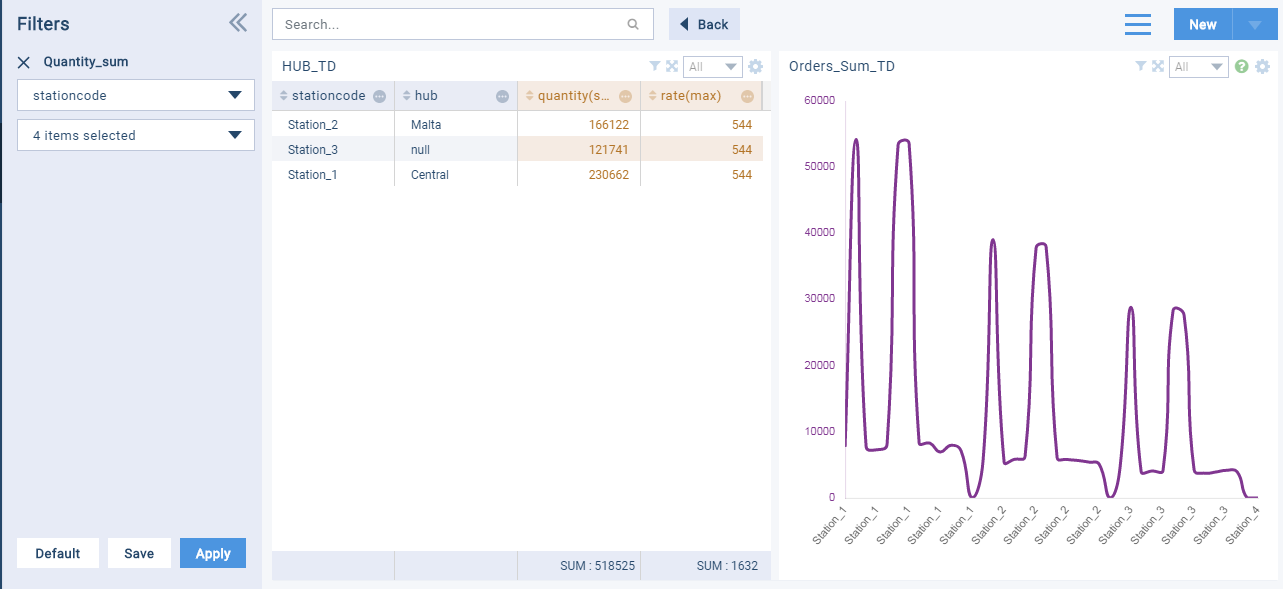 Filters
Quantity_sum
stationcode
4 items selected
Default Save Apply
Search...
Back
New
HUB_TD
All
stationcode hub quantity(s... rate(max)
Station_2 Malta 166122 544
Station_3 null 121741 544
Station_1 Central 230662 544
SUM : 518525 SUM : 1632
Orders_Sum_TD
All
?
60000
50000
40000
30000
20000
10000
0
Station_1 Station_1 Station_1 Station_1 Station_1 Station_2 Station_2 Station_2 Station_2 Station_3 Station_3 Station_3 Station_3 Station_4